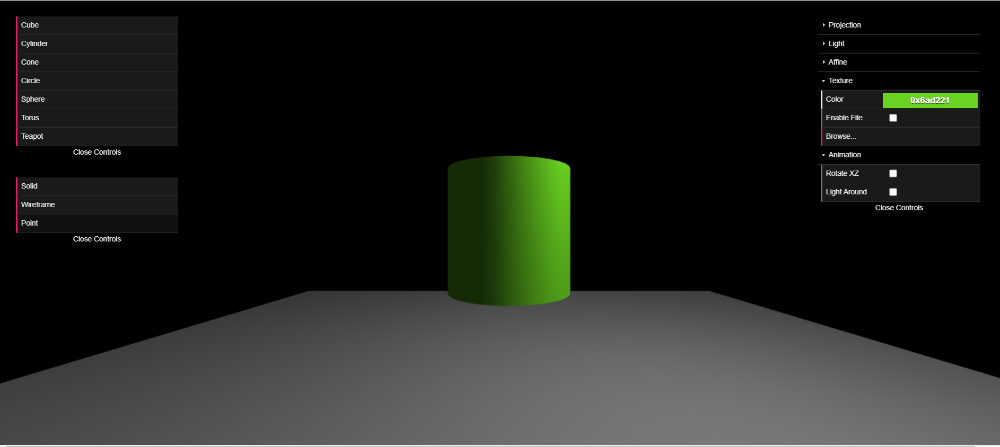 Cube
Cylinder
Cone
Circle
Sphere
Torus
Teapot
Close Controls
Solid
Wireframe
Point
Close Controls
Projection
Light
Affine
Texture
Color 0x6ad221
Enable File
Browse...
Animation
Rotate XZ
Light Around
Close Controls